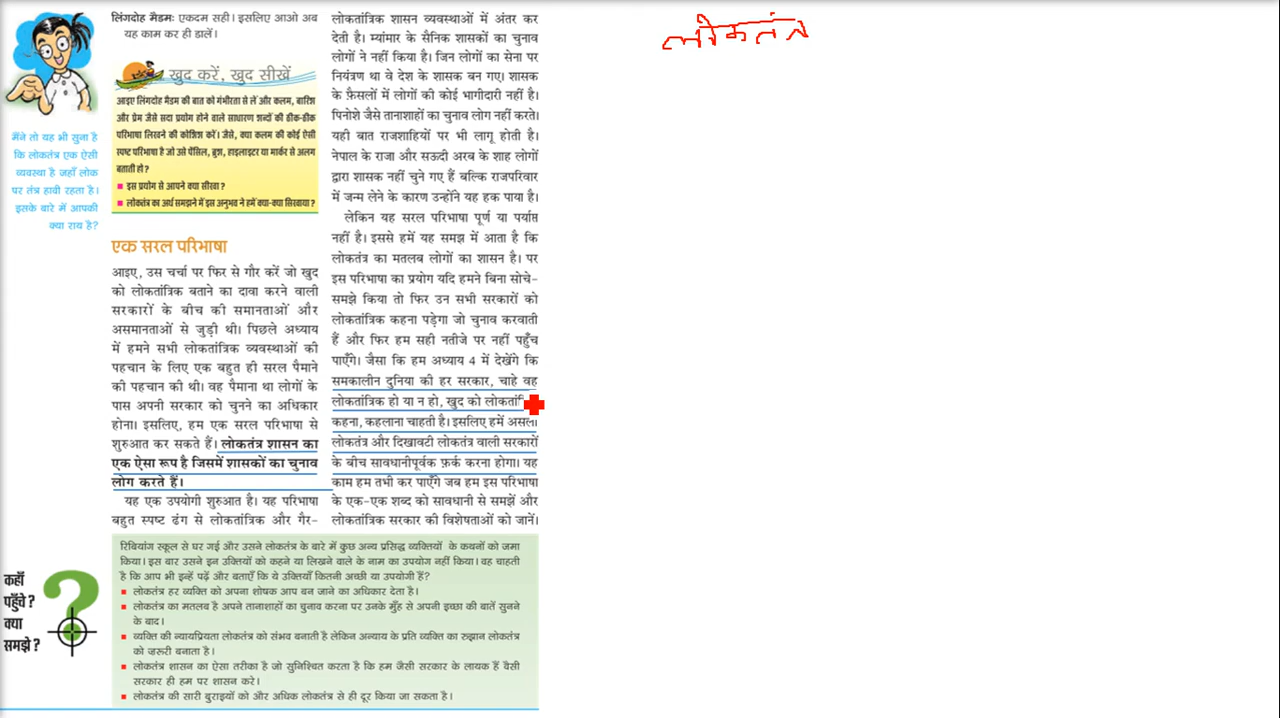 लिंगदोह मैडमः एकदम सही। इसलिए आओ अब
यह काम कर ही डालें।
खुद करें, खुद सीखें
आइए लिंगदोह मैडम की बात को गंभीरता से लें और कलम, बारिश
और प्रेम जैसे सदा प्रयोग होने वाले साधारण शब्दों की ठीक-ठीक
परिभाषा लिखने की कोशिश करें। जैसे, क्या कलम की कोई ऐसी
स्पष्ट परिभाषा है जो उसे पेंसिल, ब्रुश, हाइलाइटर या मार्कर से अलग
बताती हो?
■ इस प्रयोग से आपने क्या सीखा?
■ लोकतंत्र का अर्थ समझने में इस अनुभव ने हमें क्या-क्या सिखाया?
मैंने तो यह भी सुना है
कि लोकतंत्र एक ऐसी
व्यवस्था है जहाँ लोक
पर तंत्र हावी रहता है।
इसके बारे में आपकी
क्या राय है?
एक सरल परिभाषा
आइए, उस चर्चा पर फिर से गौर करें जो खुद
को लोकतांत्रिक बताने का दावा करने वाली
सरकारों के बीच की समानताओं और
असमानताओं से जुड़ी थी। पिछले अध्याय
में हमने सभी लोकतांत्रिक व्यवस्थाओं की
पहचान के लिए एक बहुत ही सरल पैमाने
की पहचान की थी। वह पैमाना था लोगों के
पास अपनी सरकार को चुनने का अधिकार
होना। इसलिए, हम एक सरल परिभाषा से
शुरुआत कर सकते हैं। लोकतंत्र शासन का
एक ऐसा रूप है जिसमें शासकों का चुनाव
लोग करते हैं।
यह एक उपयोगी शुरुआत है। यह परिभाषा
बहुत स्पष्ट ढंग से लोकतांत्रिक और गैर-
लोकतांत्रिक शासन व्यवस्थाओं में अंतर कर
देती है। म्यांमार के सैनिक शासकों का चुनाव
लोगों ने नहीं किया है। जिन लोगों का सेना पर
नियंत्रण था वे देश के शासक बन गए। शासक
के फ़ैसलों में लोगों की कोई भागीदारी नहीं है।
पिनोशे जैसे तानाशाहों का चुनाव लोग नहीं करते।
यही बात राजशाहियों पर भी लागू होती है।
नेपाल के राजा और सऊदी अरब के शाह लोगों
द्वारा शासक नहीं चुने गए हैं बल्कि राजपरिवार
में जन्म लेने के कारण उन्होंने यह हक पाया है।
लेकिन यह सरल परिभाषा पूर्ण या पर्याप्त
नहीं है। इससे हमें यह समझ में आता है कि
लोकतंत्र का मतलब लोगों का शासन है। पर
इस परिभाषा का प्रयोग यदि हमने बिना सोचे-
समझे किया तो फिर उन सभी सरकारों को
लोकतांत्रिक कहना पड़ेगा जो चुनाव करवाती
हैं और फिर हम सही नतीजे पर नहीं पहुँच
पाएँगे। जैसा कि हम अध्याय 4 में देखेंगे कि
समकालीन दुनिया की हर सरकार, चाहे वह
लोकतांत्रिक हो या न हो, खुद को
कहना, कहलाना चाहती है। इसलिए हमें असली
लोकतंत्र और दिखावटी लोकतंत्र वाली सरकारों
के बीच सावधानीपूर्वक फ़र्क करना होगा। यह
काम हम तभी कर पाएँगे जब हम इस परिभाषा
के एक-एक शब्द को सावधानी से समझें और
लोकतांत्रिक सरकार की विशेषताओं को जानें।
कहाँ
पहुँचे?
क्या
समझे?
रिबियांग स्कूल से घर गई और उसने लोकतंत्र के बारे में कुछ अन्य प्रसिद्ध व्यक्तियों के कथनों को जमा
किया। इस बार उसने इन उक्तियों को कहने या लिखने वाले के नाम का उपयोग नहीं किया। वह चाहती
है कि आप भी इन्हें पढ़ें और बताएँ कि ये उक्तियाँ कितनी अच्छी या उपयोगी हैं?
■ लोकतंत्र हर व्यक्ति को अपना शोषक आप बन जाने का अधिकार देता है।
■ लोकतंत्र का मतलब है अपने तानाशाहों का चुनाव करना पर उनके मुँह से अपनी इच्छा की बातें सुनने
के बाद।
■ व्यक्ति की न्यायप्रियता लोकतंत्र को संभव बनाती है लेकिन अन्याय के प्रति व्यक्ति का रुझान लोकतंत्र
को ज़रूरी बनाता है।
■ लोकतंत्र शासन का ऐसा तरीका है जो सुनिश्चित करता है कि हम जैसी सरकार के लायक हैं वैसी
सरकार ही हम पर शासन करे।
■ लोकतंत्र की सारी बुराइयों को और अधिक लोकतंत्र से ही दूर किया जा सकता है।
लोकतंत्र